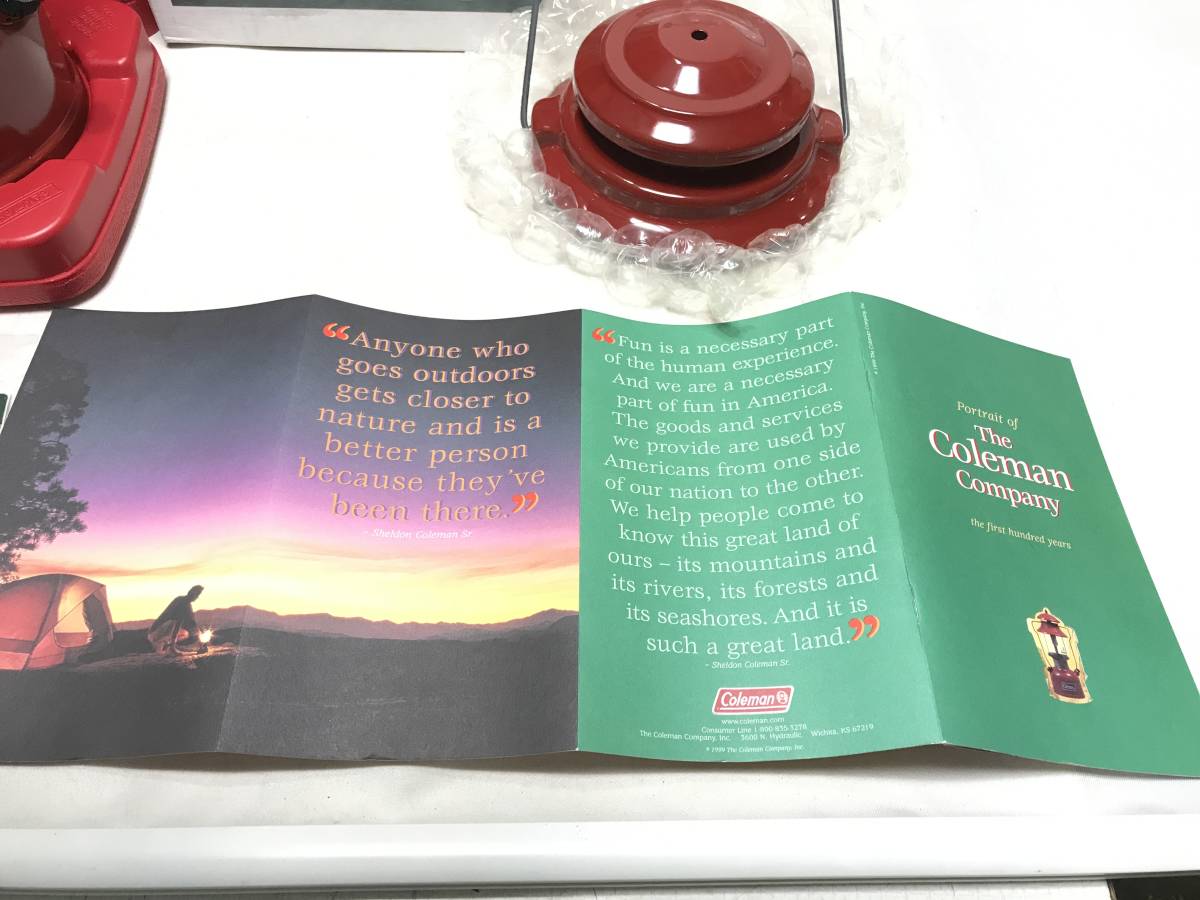 “Anyone who
goes outdoors
gets closer to
nature and is a
better person
because they've
been there.”
– Sheldon Coleman Sr.
“Fun is a necessary part
of the human experience.
And we are a necessary
part of fun in America.
The goods and services
we provide are used by
Americans from one side
of our nation to the other.
We help people come to
know this great land of
ours – its mountains and
its rivers, its forests and
its seashores. And it is
such a great land.”
– Sheldon Coleman Sr.
Coleman
www.coleman.com
Consumer Line 1 800-835-3278
The Coleman Company, Inc. 3600 N. Hydraulic Wichita, KS 67219
© 1999 The Coleman Company, Inc.
© 1999 The Coleman Company, Inc.
Portrait of
The
Coleman
Company
the first hundred years